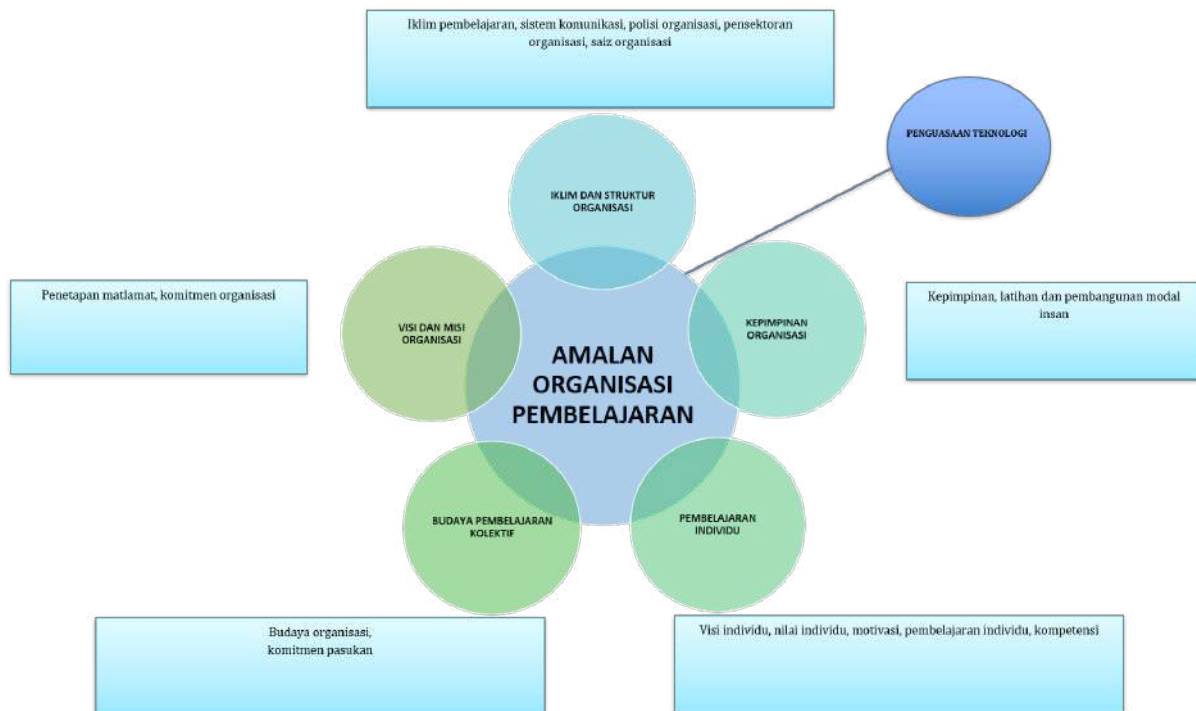 Iklim pembelajaran, sistem komunikasi, polisi organisasi, pensektoran
organisasi, saiz organisasi
PENGUASAAN TEKNOLOGI
IKLIM DAN STRUKTUR
ORGANISASI
Penetapan matlamat, komitmen organisasi
VISI DAN MISI
ORGANISASI
KEPIMPINAN
ORGANISASI
Kepimpinan, latihan dan pembangunan modal
insan
AMALAN
ORGANISASI
PEMBELAJARAN
BUDAYA PEMBELAJARAN
KOLEKTIF
PEMBELAJARAN
INDIVIDU
Budaya organisasi,
komitmen pasukan
Visi individu, nilai individu, motivasi, pembelajaran individu, kompetensi